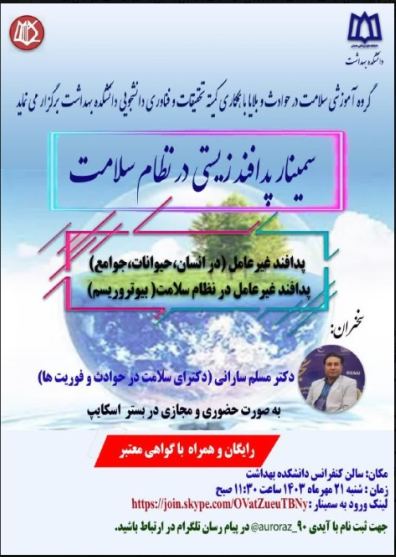 دانشکده بهداشت
گروه آموزشی سلامت در حوادث و بلایا با همکاری کمیته تحقیقات و فناوری دانشجویی دانشکده بهداشت برگزار می نماید
سمینار پدافند زیستی در نظام سلامت
پدافند غیرعامل (در انسان، حیوانات، جوامع)
پدافند غیرعامل در نظام سلامت( بیوتروریسم)
سخنران:
دکتر مسلم سارانی (دکترای سلامت در حوادث و فوریت ها)
به صورت حضوری و مجازی در بستر اسکایپ
رایگان و همراه با گواهی معتبر
مکان: سالن کنفرانس دانشکده بهداشت
زمان : شنبه ۲۱ مهرماه ۱۴۰۳ ساعت ۱۱:۳۰ صبح
لینک ورود به سمینار : https://join.skype.com/OVatZueuTBNy
جهت ثبت نام با آیدی @auroraz_90 در پیام رسان تلگرام در ارتباط باشید.